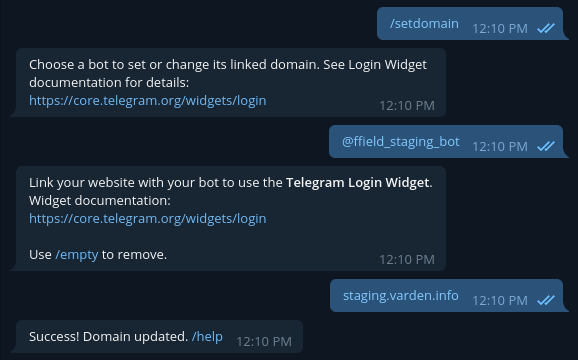 /setdomain 12:10 PM
Choose a bot to set or change its linked domain. See Login Widget
documentation for details:
https://core.telegram.org/widgets/login 12:10 PM
@ffield_staging_bot 12:10 PM
Link your website with your bot to use the Telegram Login Widget.
Widget documentation:
https://core.telegram.org/widgets/login
Use /empty to remove. 12:10 PM
staging.varden.info 12:10 PM
Success! Domain updated. /help 12:10 PM